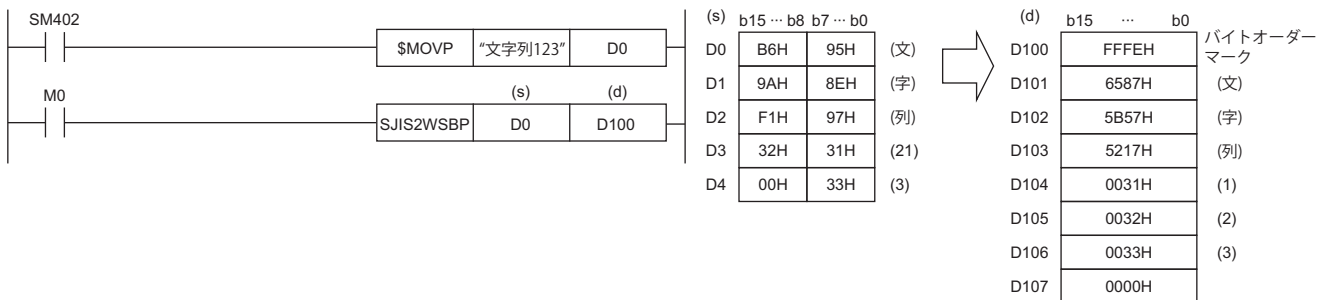 SM402
$MOVP "文字列123" D0
M0
(s) (d)
SJIS2WSBP D0 D100
(s) b15 ··· b8 b7 ··· b0
D0 B6H 95H (文)
D1 9AH 8EH (字)
D2 F1H 97H (列)
D3 32H 31H (21)
D4 00H 33H (3)
(d) b15 ··· b0
D100 FFFEH バイトオーダー
マーク
D101 6587H (文)
D102 5B57H (字)
D103 5217H (列)
D104 0031H (1)
D105 0032H (2)
D106 0033H (3)
D107 0000H